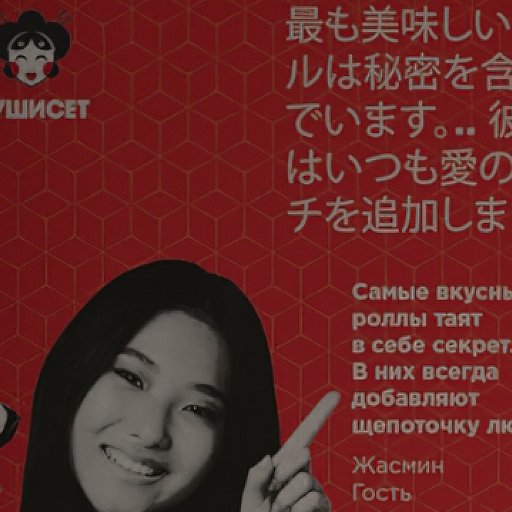 УШИСЕТ
最も美味しい
ルは秘密を含
でいます。.. 彼
はいつも愛の
チを追加しま
Самые вкусны
роллы таят
в себе секрет.
В них всегда
добавляют
щепоточку лю
Жасмин
Гость